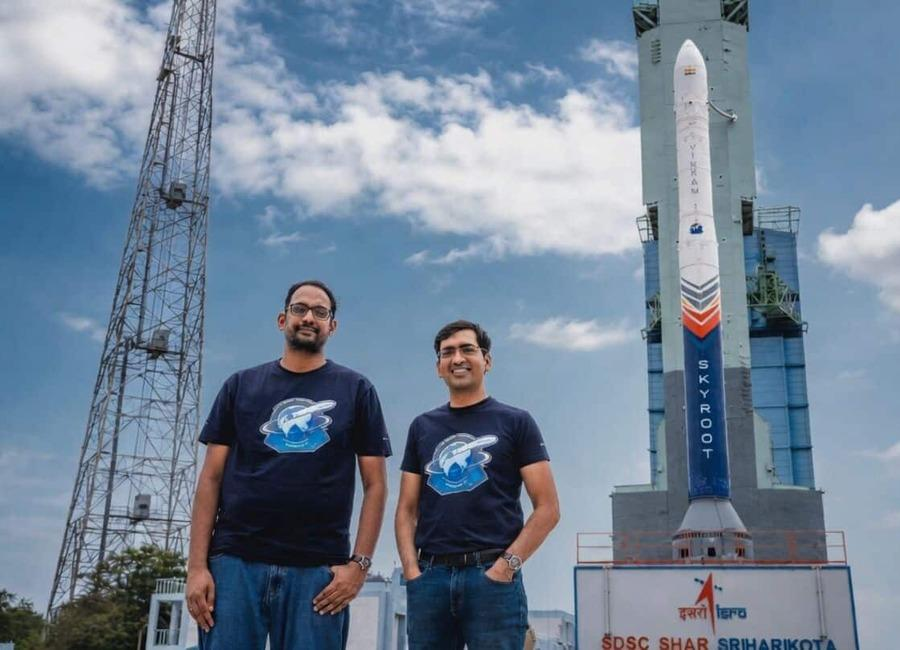 VIKRAM
SKYROOT
इसरो isro
SDSC SHAR SRIHARIKOTA